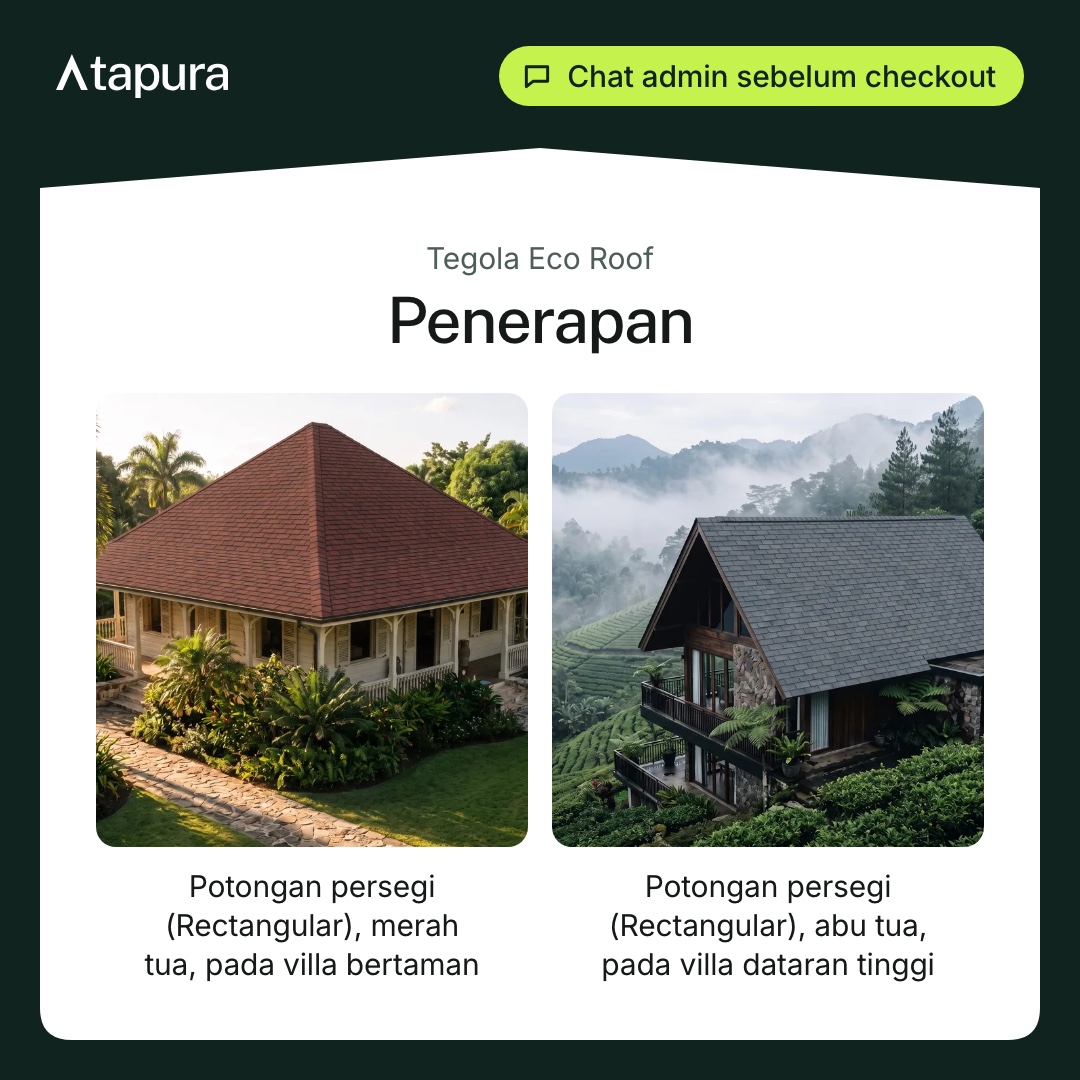 Atapura
Chat admin sebelum checkout
Tegola Eco Roof
Penerapan
Potongan persegi
(Rectangular), merah
tua, pada villa bertaman
Potongan persegi
(Rectangular), abu tua,
pada villa dataran tinggi